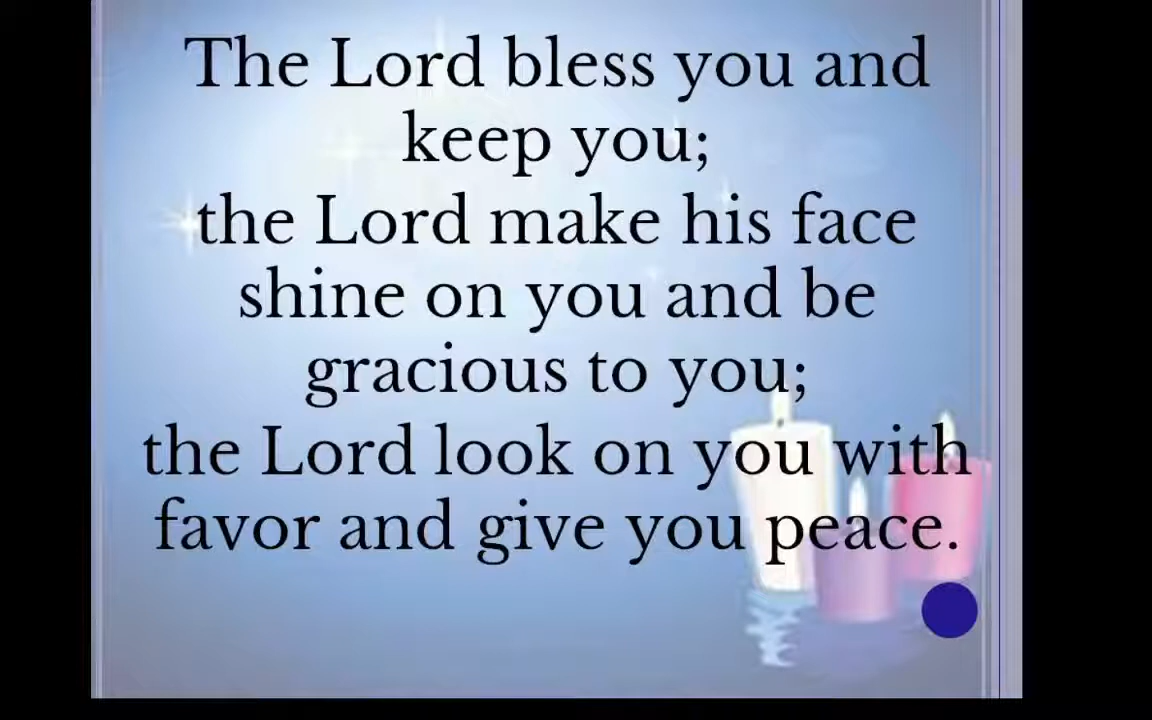 The Lord bless you and
keep you;
the Lord make his face
shine on you and be
gracious to you;
the Lord look on you with
favor and give you peace.